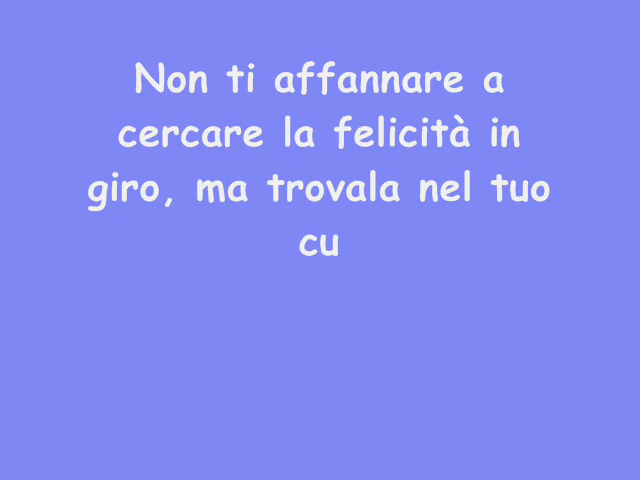 Non ti affannare a
cercare la felicità in
giro, ma trovala nel tuo
cu